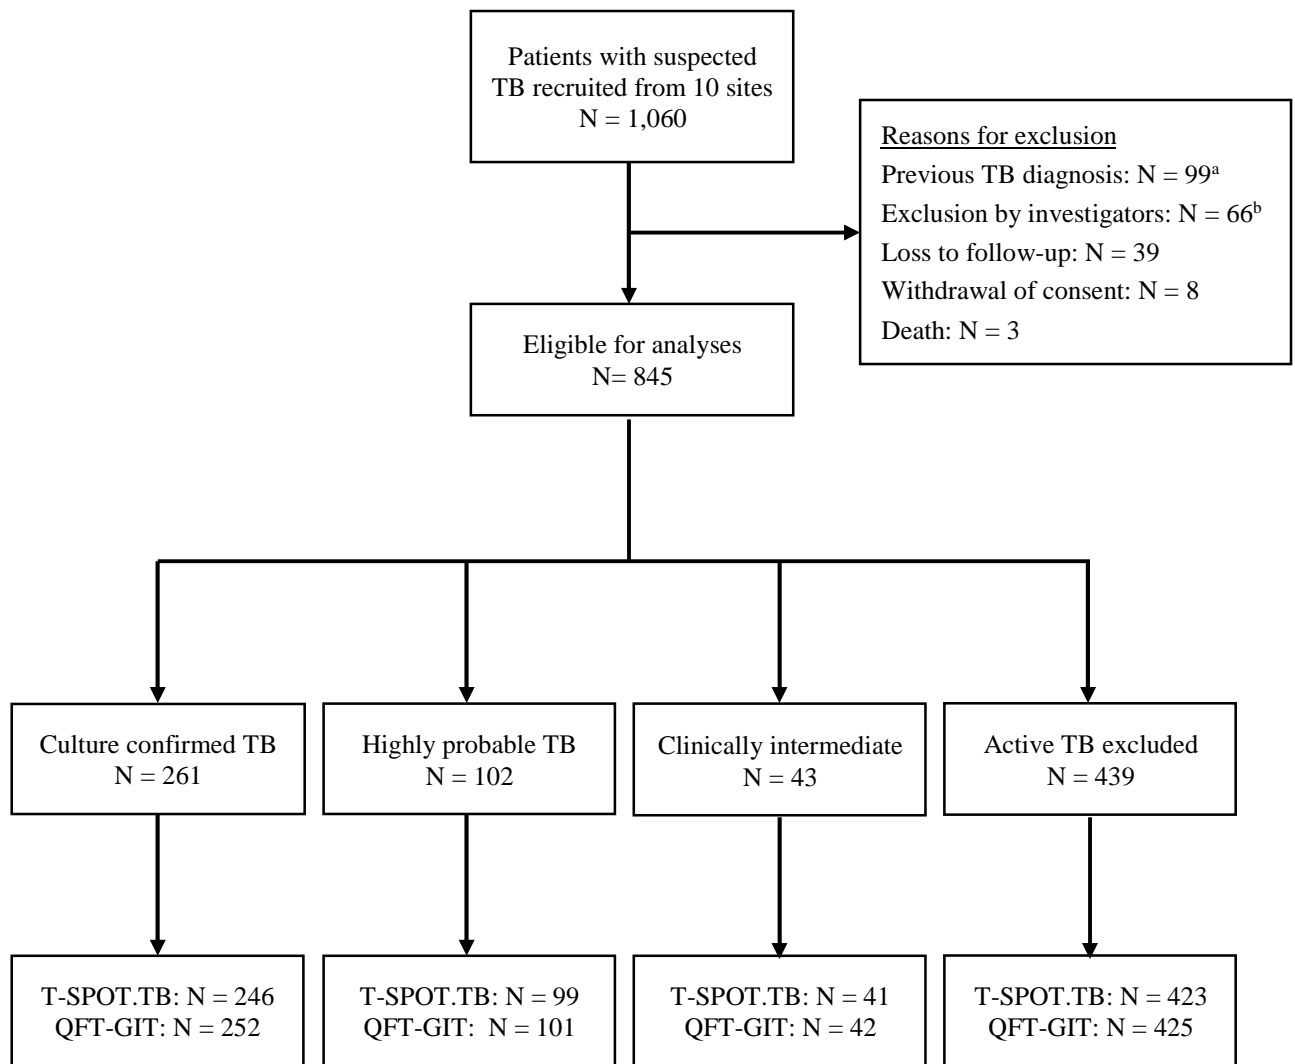 Patients with suspected
TB recruited from 10 sites
N = 1,060
Reasons for exclusion
Previous TB diagnosis: N = 99ᵃ
Exclusion by investigators: N = 66ᵇ
Loss to follow-up: N = 39
Withdrawal of consent: N = 8
Death: N = 3
Eligible for analyses
N= 845
Culture confirmed TB
N = 261
Highly probable TB
N = 102
Clinically intermediate
N = 43
Active TB excluded
N = 439
T-SPOT.TB: N = 246
QFT-GIT: N = 252
T-SPOT.TB: N = 99
QFT-GIT:  N = 101
T-SPOT.TB: N = 41
QFT-GIT: N = 42
T-SPOT.TB: N = 423
QFT-GIT: N = 425